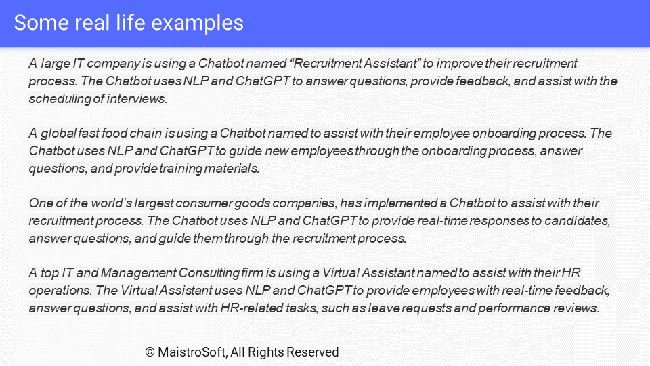 Some real life examples
A large IT company is using a Chatbot named “Recruitment Assistant” to improve their recruitment
process. The Chatbot uses NLP and ChatGPT to answer questions, provide feedback, and assist with the
scheduling of interviews.
A global fast food chain is using a Chatbot named to assist with their employee onboarding process. The
Chatbot uses NLP and ChatGPT to guide new employees through the onboarding process, answer
questions, and provide training materials.
One of the world’s largest consumer goods companies, has implemented a Chatbot to assist with their
recruitment process. The Chatbot uses NLP and ChatGPT to provide real-time responses to candidates,
answer questions, and guide them through the recruitment process.
A top IT and Management Consulting firm is using a Virtual Assistant named to assist with their HR
operations. The Virtual Assistant uses NLP and ChatGPT to provide employees with real-time feedback,
answer questions, and assist with HR-related tasks, such as leave requests and performance reviews.
© MaistroSoft, All Rights Reserved